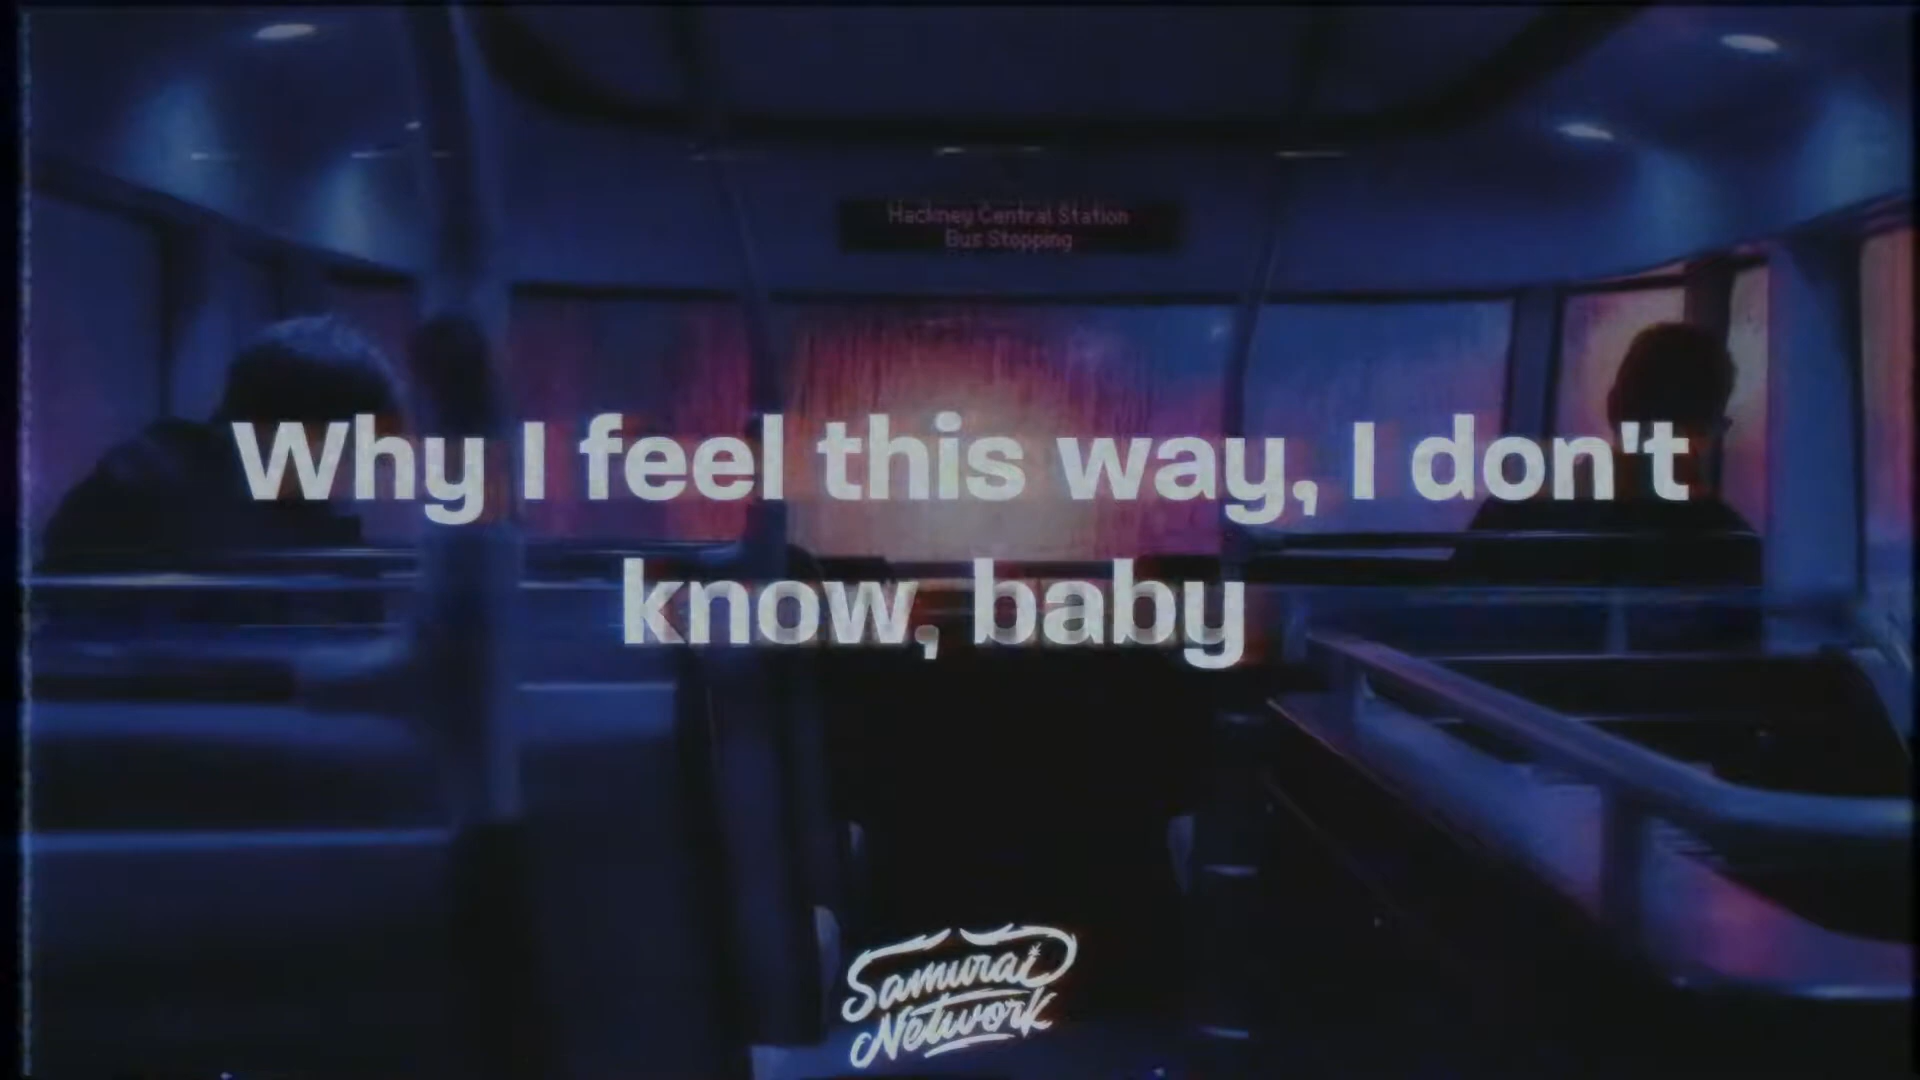 Hackney Central Station
Bus Stopping
Why I feel this way, I don't
know, baby
Samurai
Network